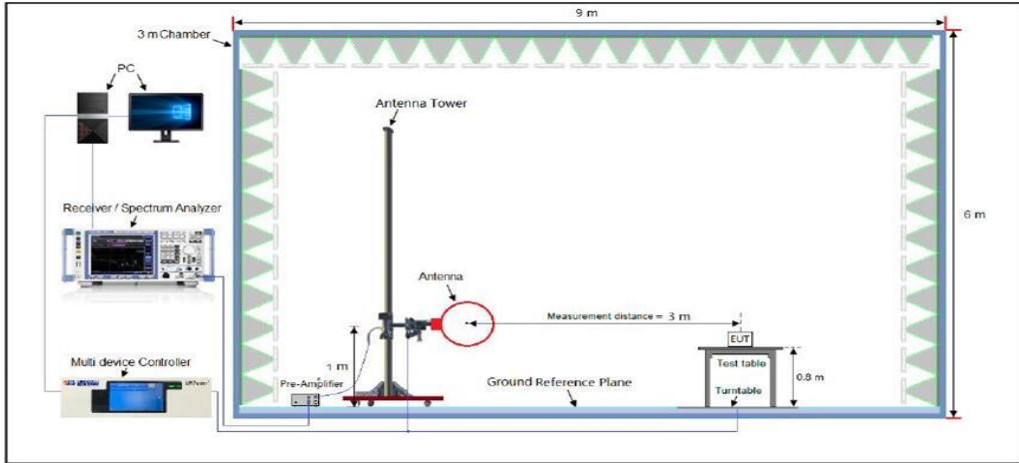 9 m
3 m Chamber
PC
Antenna Tower
Receiver / Spectrum Analyzer
6 m
Antenna
Measurement distance = 3 m
EUT
1 m
Multi device Controller
Test table
0.8 m
Pre-Amplifier
Ground Reference Plane
Turntable